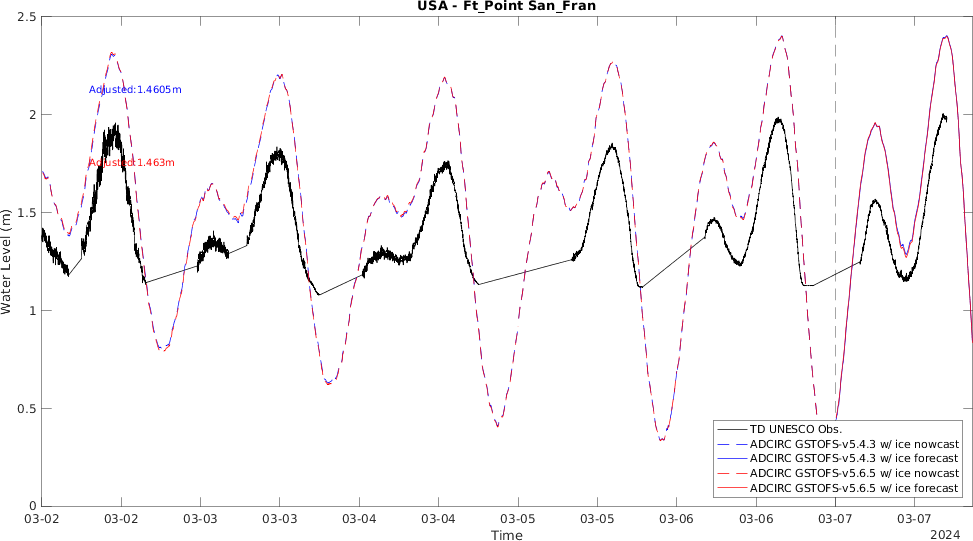 USA - Ft_Point San_Fran
2.5
2
1.5
1
0.5
0
Water Level (m)
Adjusted:1.4605m
Adjusted:1.463m
TD UNESCO Obs.
ADCIRC GSTOFS-v5.4.3 w/ ice nowcast
ADCIRC GSTOFS-v5.4.3 w/ ice forecast
ADCIRC GSTOFS-v5.6.5 w/ ice nowcast
ADCIRC GSTOFS-v5.6.5 w/ ice forecast
03-02 03-02 03-03 03-03 03-04 03-04 03-05 03-05 03-06 03-06 03-07 03-07
Time
2024